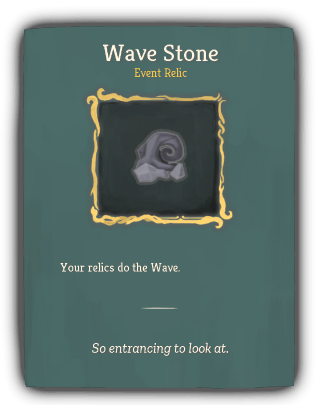 Wave Stone
Event Relic
Your relics do the Wave.
So entrancing to look at.